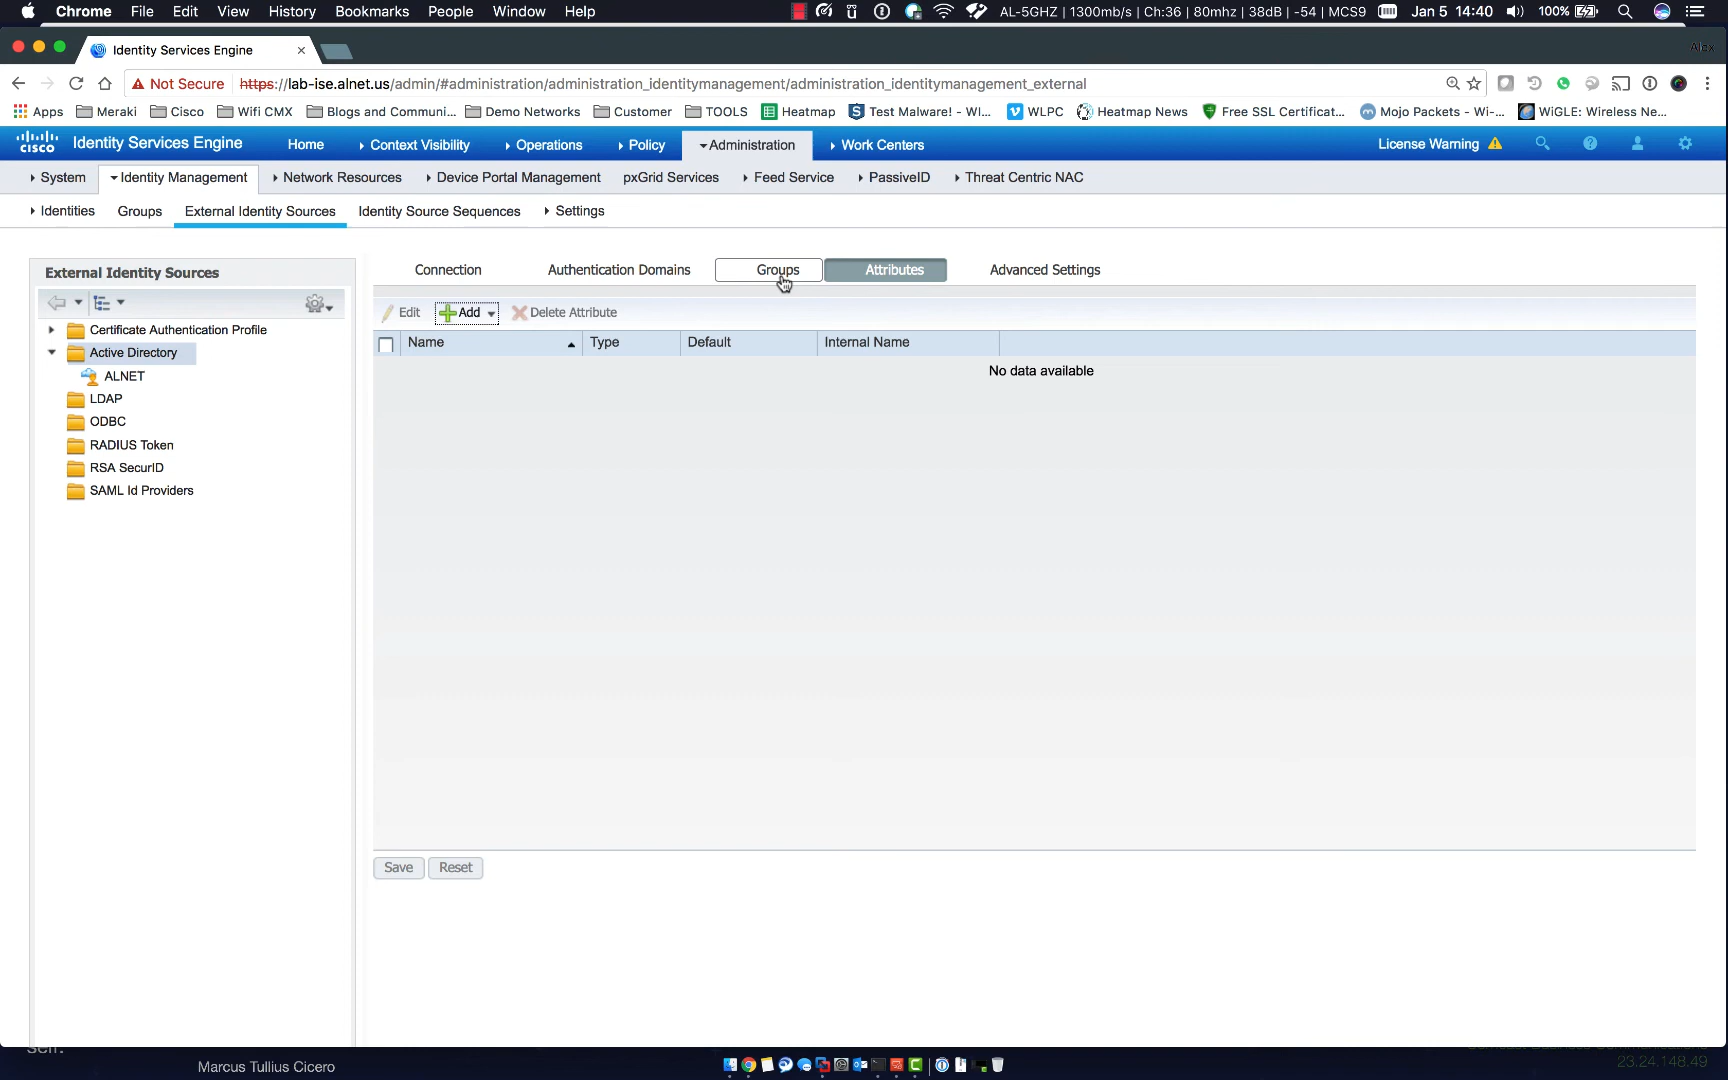 Chrome File Edit View History Bookmarks People Window Help AL-5GHZ | 1300mb/s | Ch:36 | 80mhz | 38dB | -54 | MCS9 Jan 5 14:40 100%
Identity Services Engine × Alex
Not Secure https://lab-ise.alnet.us/admin/#administration/administration_identitymanagement/administration_identitymanagement_external
Apps Meraki Cisco Wifi CMX Blogs and Communi... Demo Networks Customer TOOLS Heatmap Test Malware! - WI... WLPC Heatmap News Free SSL Certificat... Mojo Packets - Wi-... WiGLE: Wireless Ne...
CISCO Identity Services Engine Home Context Visibility Operations Policy Administration Work Centers License Warning
System Identity Management Network Resources Device Portal Management pxGrid Services Feed Service PassiveID Threat Centric NAC
Identities Groups External Identity Sources Identity Source Sequences Settings
External Identity Sources
Certificate Authentication Profile
Active Directory
ALNET
LDAP
ODBC
RADIUS Token
RSA SecurID
SAML Id Providers
Connection Authentication Domains Groups Attributes Advanced Settings
Edit Add Delete Attribute
Name Type Default Internal Name
No data available
Save Reset
self.
Marcus Tullius Cicero
23.24.148.49